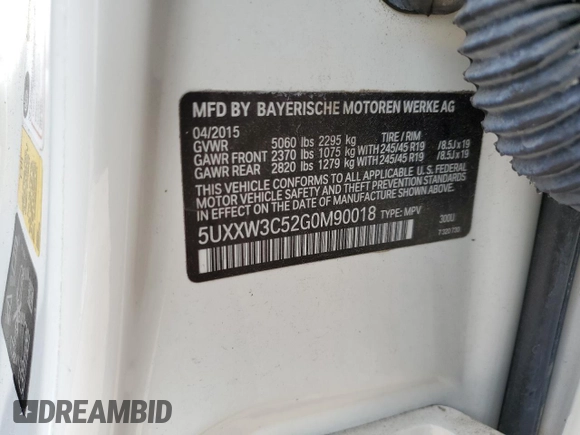 MFD BY BAYERISCHE MOTOREN WERKE AG
04/2015
GVWR 5060 lbs 2295 kg TIRE / RIM
GAWR FRONT 2370 lbs 1075 kg WITH 245/45 R19 /8.5J x 19
GAWR REAR 2820 lbs 1279 kg WITH 245/45 R19 /8.5J x 19
THIS VEHICLE CONFORMS TO ALL APPLICABLE U.S. FEDERAL
MOTOR VEHICLE SAFETY AND THEFT PREVENTION STANDARDS
IN EFFECT ON THE DATE OF MANUFACTURE SHOWN ABOVE.
5UXXW3C52G0M90018 TYPE: MPV 300U
DREAMBID